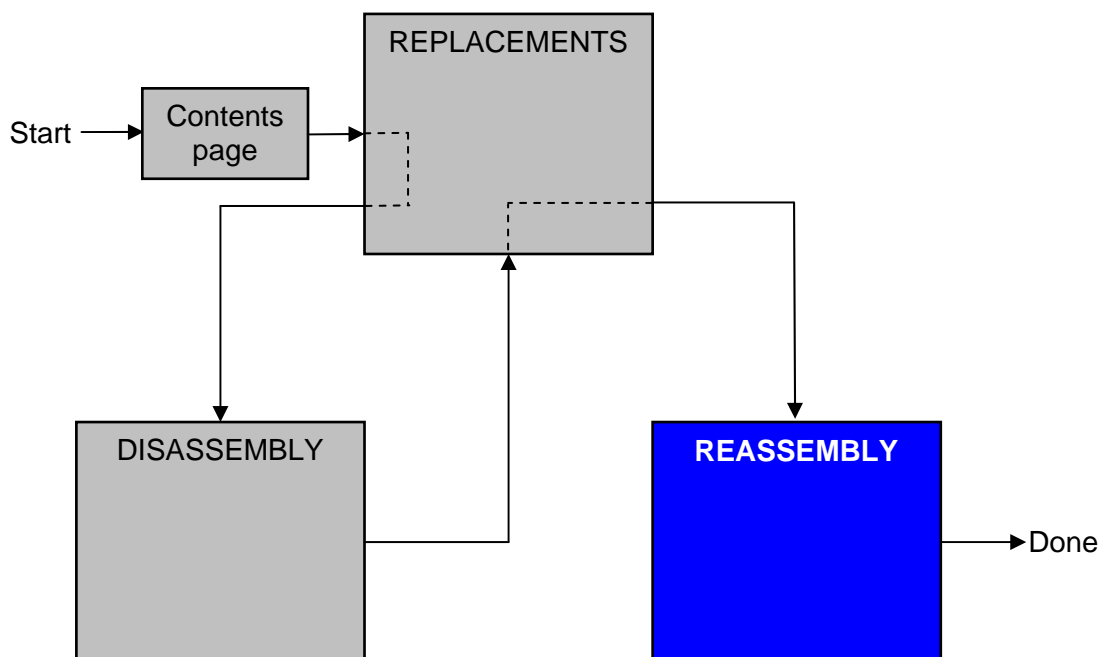 REPLACEMENTS
Start
Contents
page
DISASSEMBLY
REASSEMBLY
Done